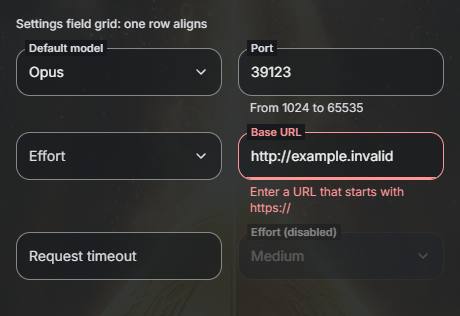 Settings field grid: one row aligns
Default model
Opus
Port
39123
From 1024 to 65535
Effort
Base URL
http://example.invalid
Enter a URL that starts with
https://
Request timeout
Effort (disabled)
Medium